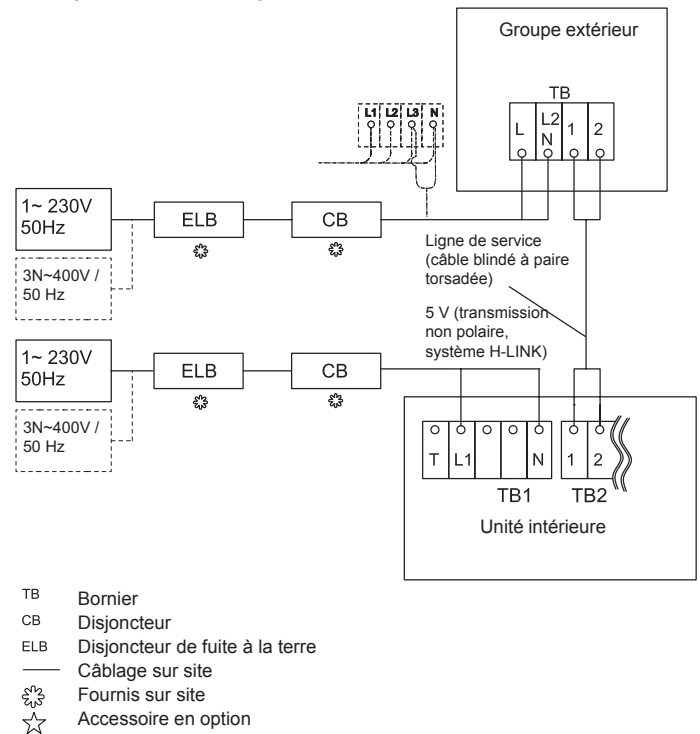 Groupe extérieur
TB
L1 L2 L3 N
L L2 N 1 2
1~ 230V
50Hz
ELB
CB
3N~400V /
50 Hz
Ligne de service
(câble blindé à paire
torsadée)
5 V (transmission
non polaire,
système H-LINK)
1~ 230V
50Hz
ELB
CB
3N~400V /
50 Hz
T L1 N 1 2
TB1 TB2
Unité intérieure
TB Bornier
CB Disjoncteur
ELB Disjoncteur de fuite à la terre
Câblage sur site
Fournis sur site
Accessoire en option